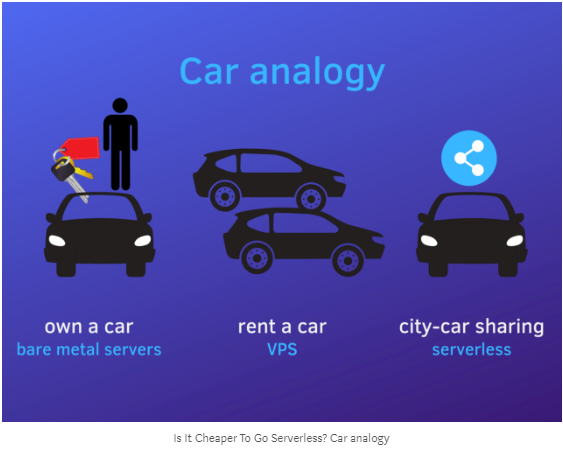 Car analogy
own a car
bare metal servers
rent a car
VPS
city-car sharing
serverless
Is It Cheaper To Go Serverless? Car analogy